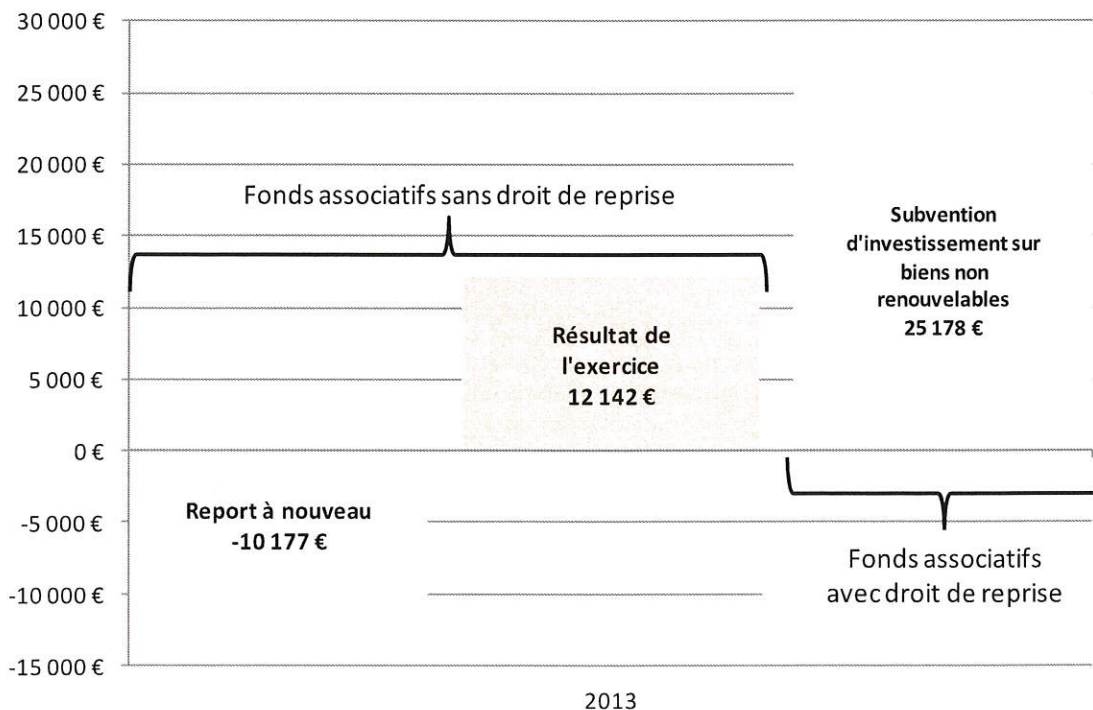 30 000 €
25 000 €
20 000 €
15 000 €
10 000 €
5 000 €
0 €
-5 000 €
-10 000 €
-15 000 €
Fonds associatifs sans droit de reprise
Résultat de
l'exercice
12 142 €
Subvention
d'investissement sur
biens non
renouvelables
25 178 €
Report à nouveau
-10 177 €
Fonds associatifs
avec droit de reprise
2013